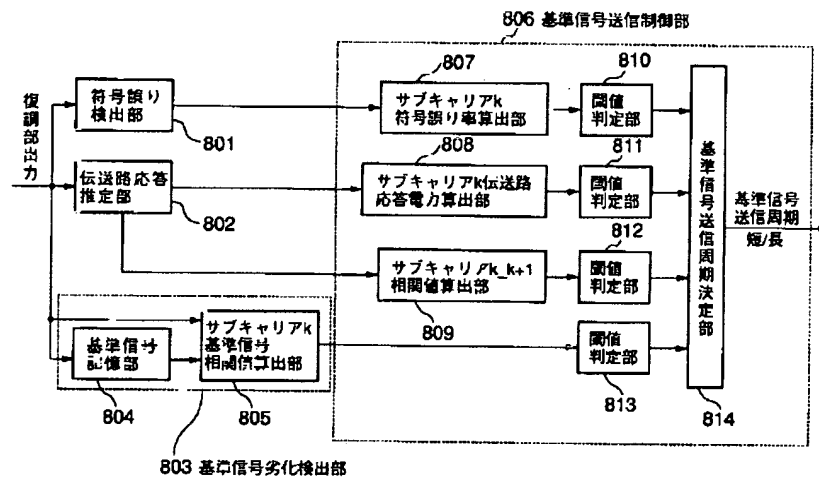 806 基準信号送信制御部
復調部出力
符号誤り
検出部
801
伝送路応答
推定部
802
807
サブキャリアk
符号誤り率算出部
808
サブキャリアk伝送路
応答電力算出部
サブキャリアk_k+1
相関値算出部
809
810
閾値
判定部
811
閾値
判定部
812
閾値
判定部
閾値
判定部
813
基準信号送信周期決定部
814
基準信号
送信周期
短/長
基準信号
記憶部
804
サブキャリアk
基準信号
相関値算出部
805
803 基準信号劣化検出部